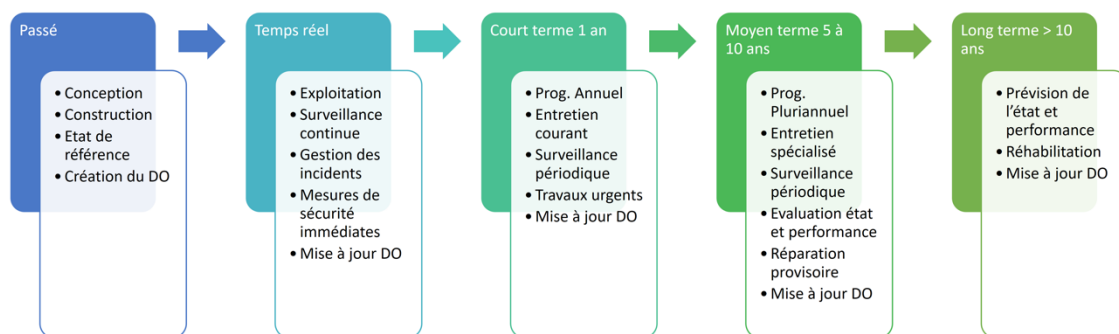 Passé
• Conception
• Construction
• Etat de
référence
• Création du DO
Temps réel
• Exploitation
• Surveillance
continue
• Gestion des
incidents
• Mesures de
sécurité
immédiates
• Mise à jour DO
Court terme 1 an
• Prog. Annuel
• Entretien
courant
• Surveillance
périodique
• Travaux urgents
• Mise à jour DO
Moyen terme 5 à
10 ans
• Prog.
Pluriannuel
• Entretien
spécialisé
• Surveillance
périodique
• Evaluation état
et performance
• Réparation
provisoire
• Mise à jour DO
Long terme > 10
ans
• Prévision de
l’état et
performance
• Réhabilitation
• Mise à jour DO